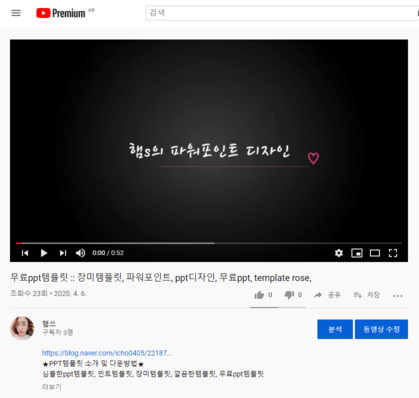 Premium KR
검색
햄s의 파워포인트 디자인
0:00 / 0:52
무료ppt템플릿 :: 장미템플릿, 파워포인트, ppt디자인, 무료ppt, template rose,
조회수 23회 • 2020. 4. 6.
0 0 공유 저장
햄쓰
구독자 3명
분석 동영상 수정
https://blog.naver.com/icho0405/22187...
★PPT템플릿 소개 및 다운방법★
심플한ppt템플릿, 민트템플릿, 장미템플릿, 깔끔한템플릿, 무료ppt템플릿
더보기